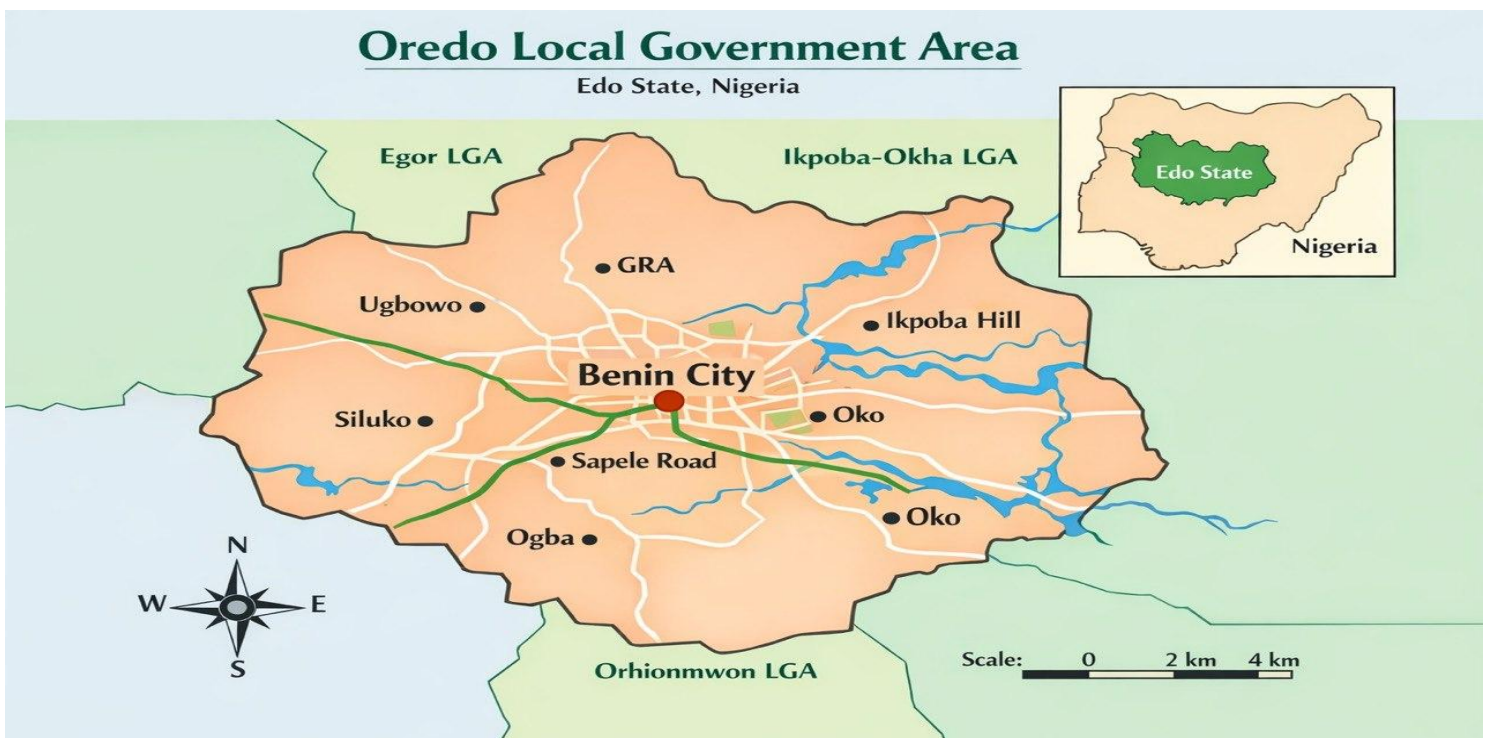 Oredo Local Government Area
Edo State, Nigeria
Egor LGA
Ikpoba-Okha LGA
Edo State
Nigeria
GRA
Ugbowo
Ikpoba Hill
Benin City
Siluko
Oko
Sapele Road
Oko
Ogba
N
W E
S
Orhionmwon LGA
Scale: 0 2 km 4 km